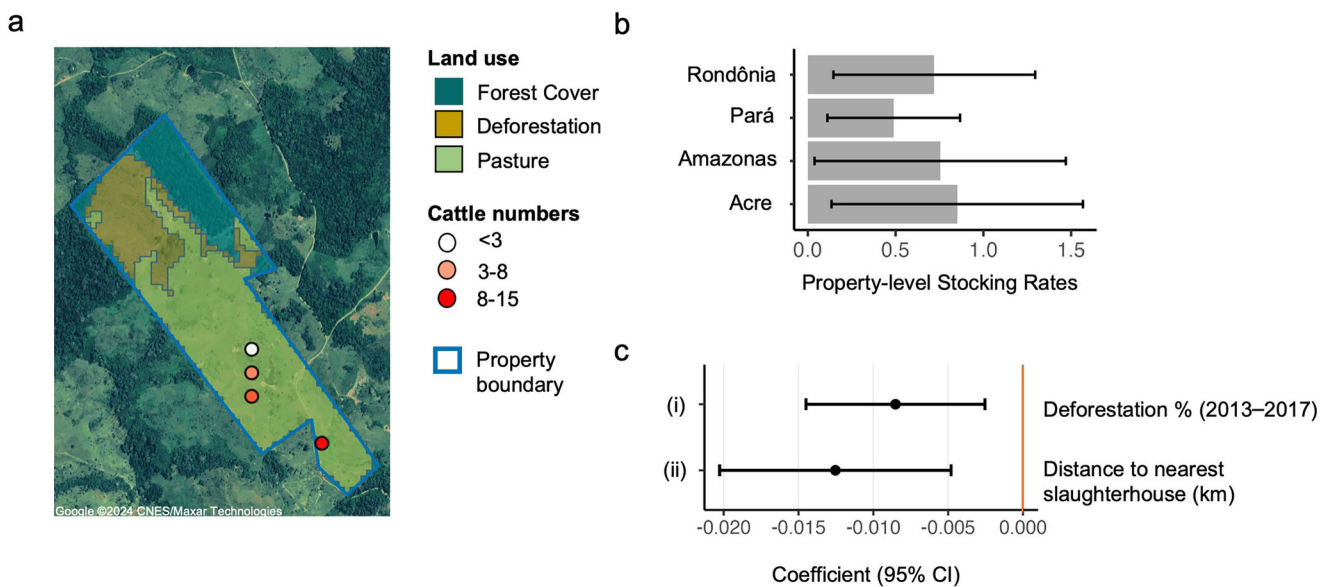 a
Land use
Forest Cover
Deforestation
Pasture
Cattle numbers
<3
3-8
8-15
Property
boundary
Google ©2024 CNES/Maxar Technologies
b
Rondônia
Pará
Amazonas
Acre
0.0 0.5 1.0 1.5
Property-level Stocking Rates
c
(i)
Deforestation % (2013–2017)
(ii)
Distance to nearest
slaughterhouse (km)
-0.020 -0.015 -0.010 -0.005 0.000
Coefficient (95% CI)